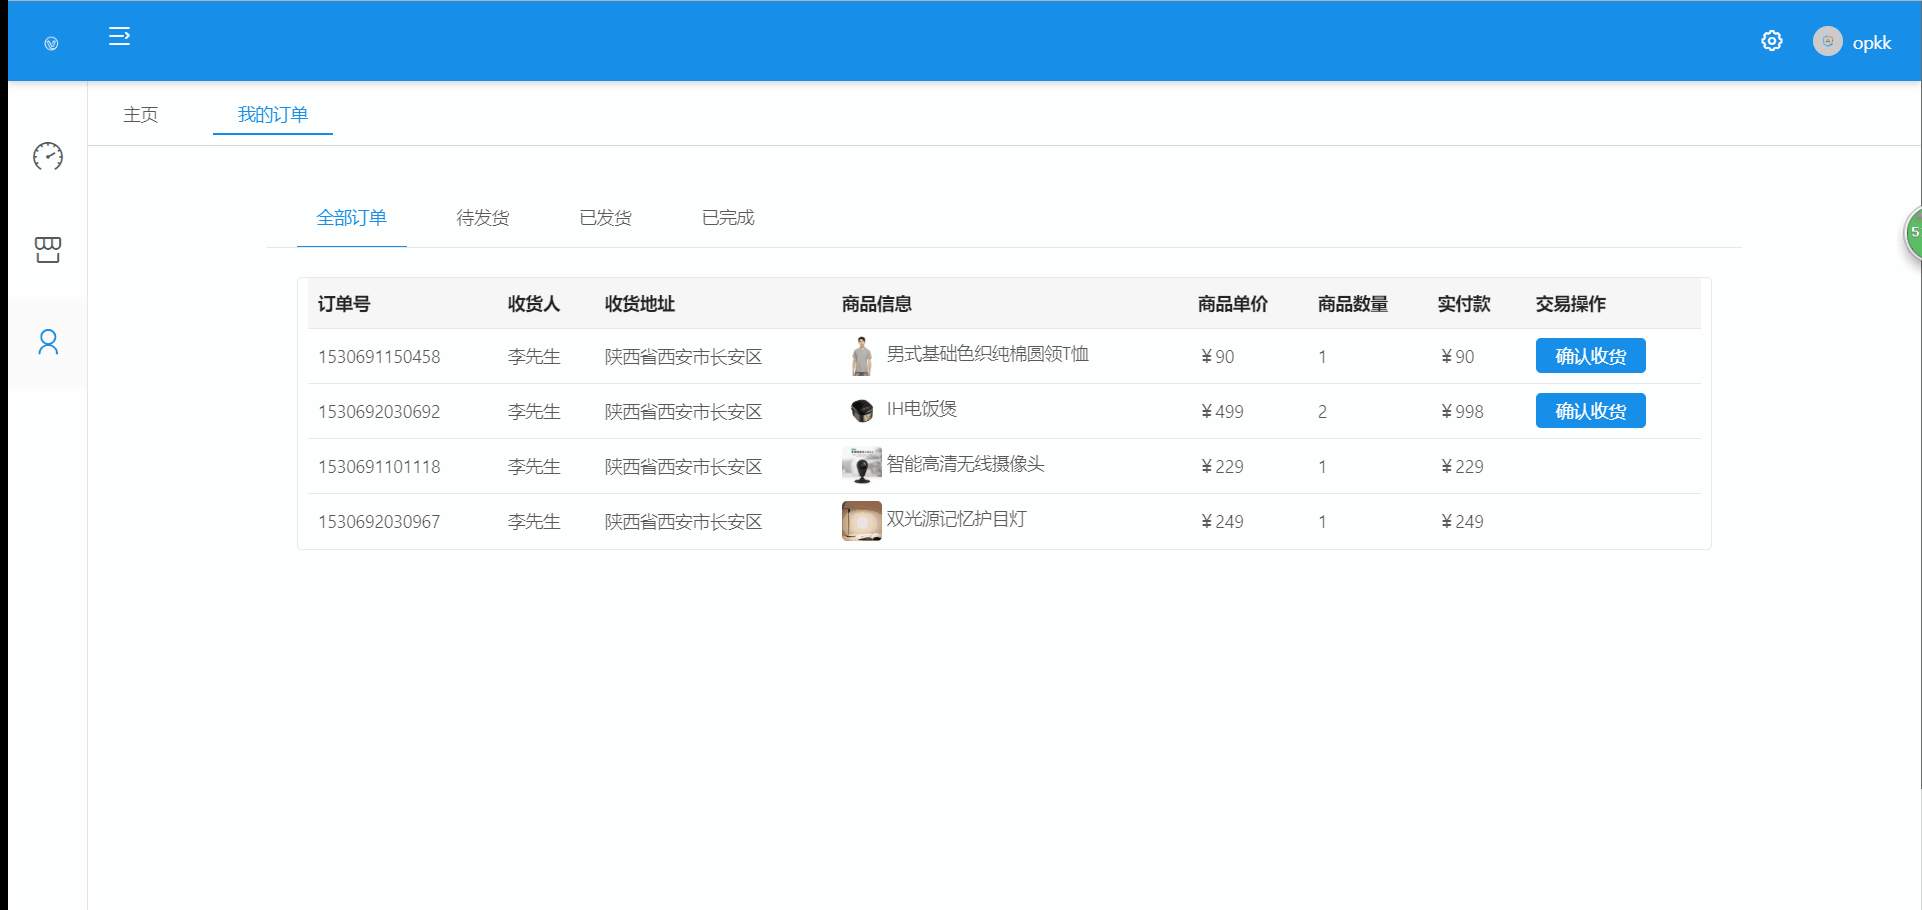 opkk
主页 我的订单
5
全部订单 待发货 已发货 已完成
订单号 收货人 收货地址 商品信息 商品单价 商品数量 实付款 交易操作
1530691150458 李先生 陕西省西安市长安区 男式基础色织纯棉圆领T恤 ￥90 1 ￥90 确认收货
1530692030692 李先生 陕西省西安市长安区 IH电饭煲 ￥499 2 ￥998 确认收货
1530691101118 李先生 陕西省西安市长安区 智能高清无线摄像头 ￥229 1 ￥229
1530692030967 李先生 陕西省西安市长安区 双光源记忆护目灯 ￥249 1 ￥249